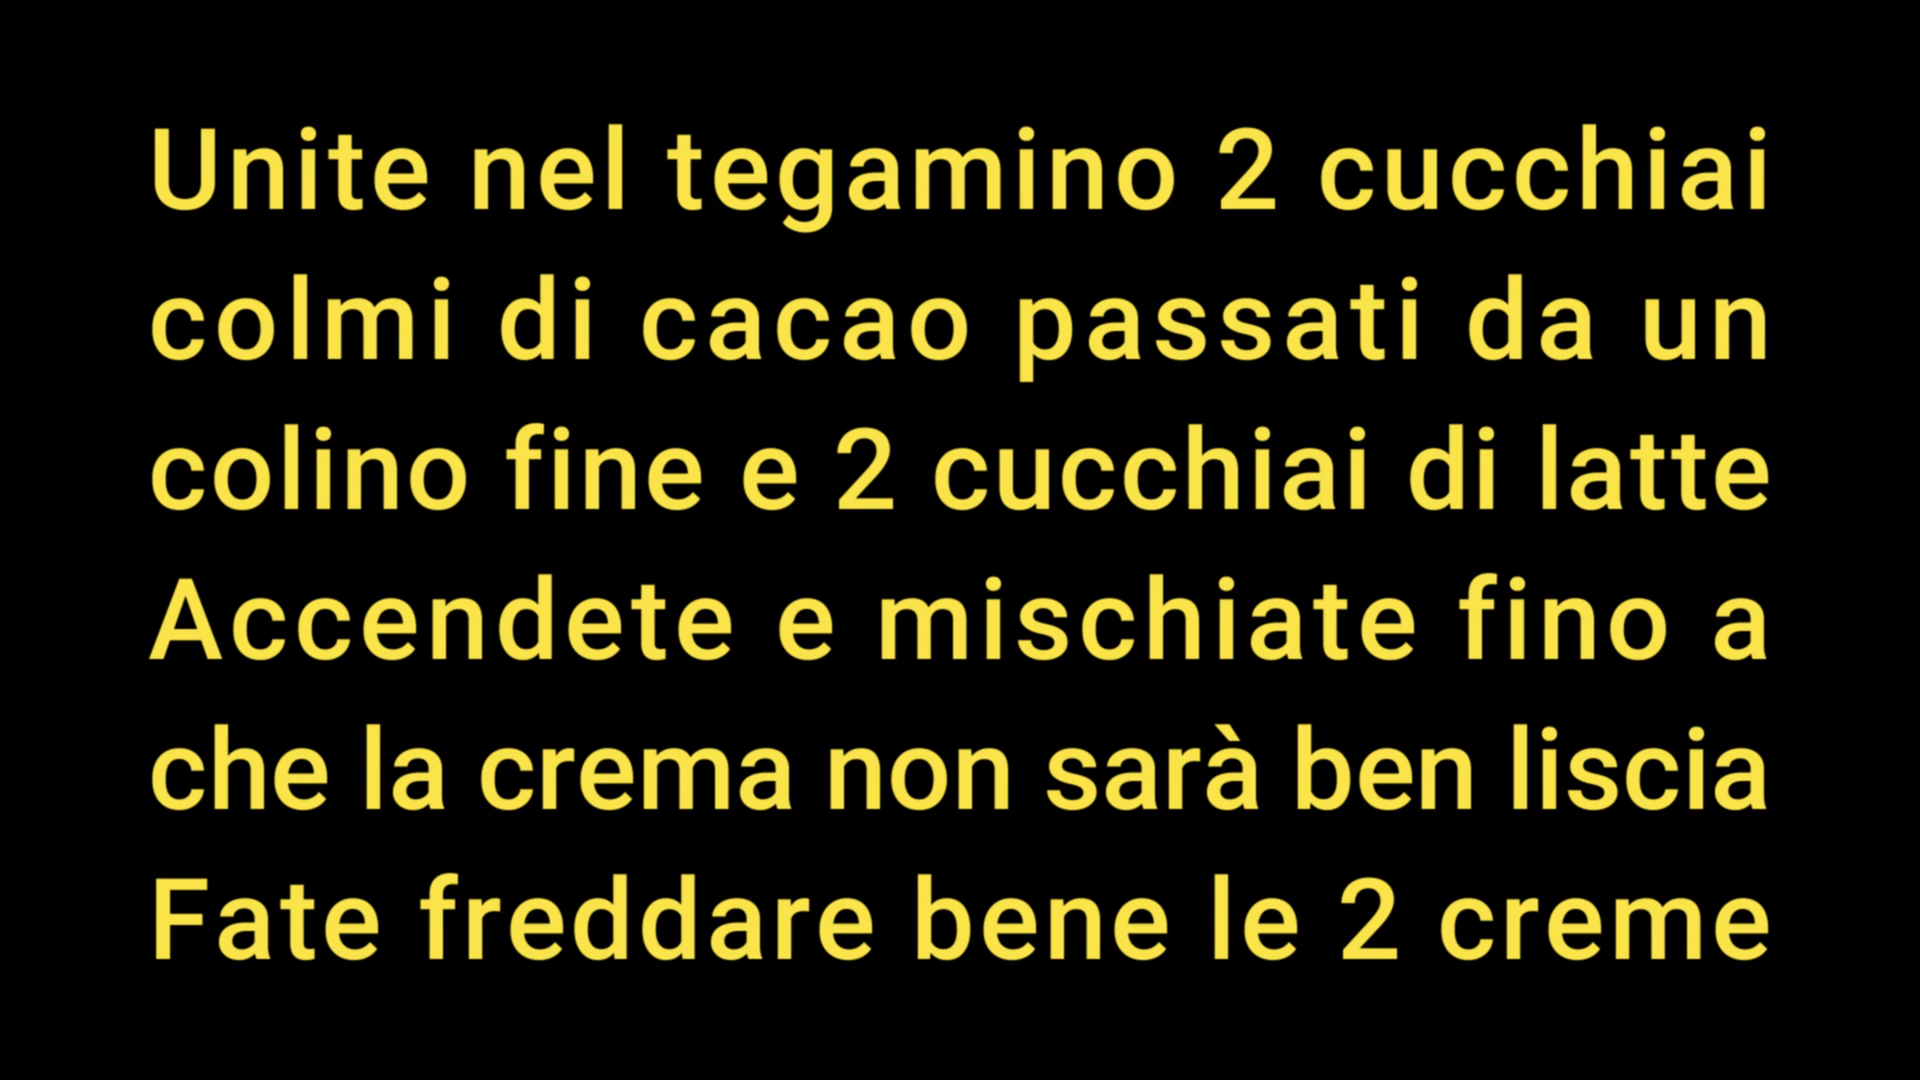 Unite nel tegamino 2 cucchiai
colmi di cacao passati da un
colino fine e 2 cucchiai di latte
Accendete e mischiate fino a
che la crema non sarà ben liscia
Fate freddare bene le 2 creme